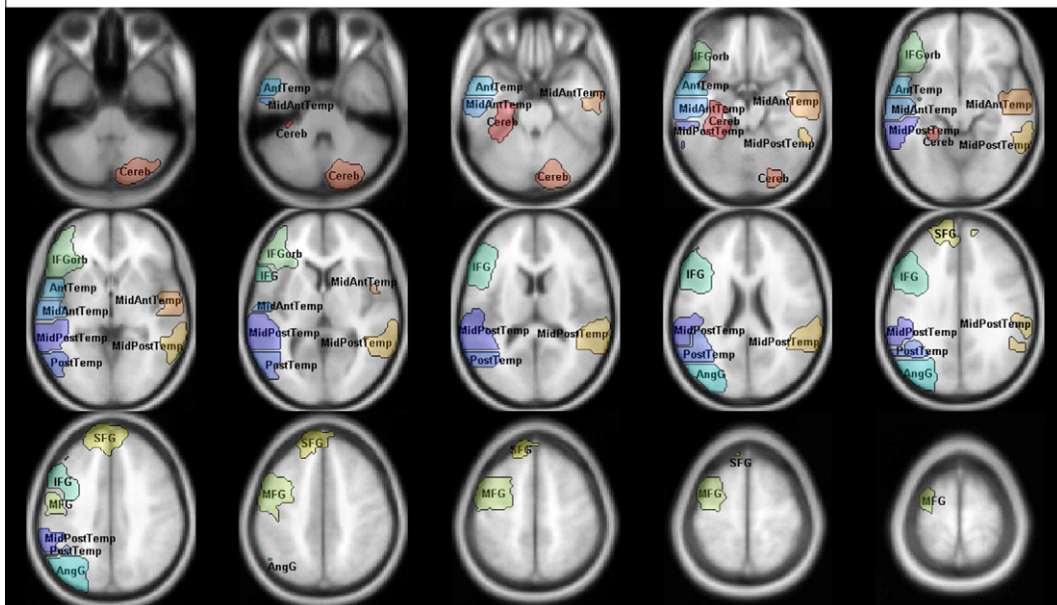 Cereb
AntTemp
MidAntTemp
Cereb
Cereb
AntTemp
MidAntTemp
MidAntTemp
Cereb
Cereb
IFGorb
AntTemp
MidAntTemp
MidAntTemp
Cereb
MidPostTemp
MidPostTemp
Cereb
IFGorb
AntTemp
MidAntTemp
MidAntTemp
MidPostTemp
Cereb
MidPostTemp
IFGorb
AntTemp
MidAntTemp
MidAntTemp
MidPostTemp
MidPostTemp
PostTemp
IFGorb
IFG
MidAntTemp
MidAntTemp
MidPostTemp
MidPostTemp
PostTemp
IFG
MidPostTemp
MidPostTemp
PostTemp
IFG
MidPostTemp
MidPostTemp
PostTemp
AngG
SFG
IFG
MidPostTemp
MidPostTemp
PostTemp
AngG
SFG
IFG
MFG
MidPostTemp
PostTemp
AngG
SFG
MFG
AngG
SFG
MFG
SFG
MFG
MFG